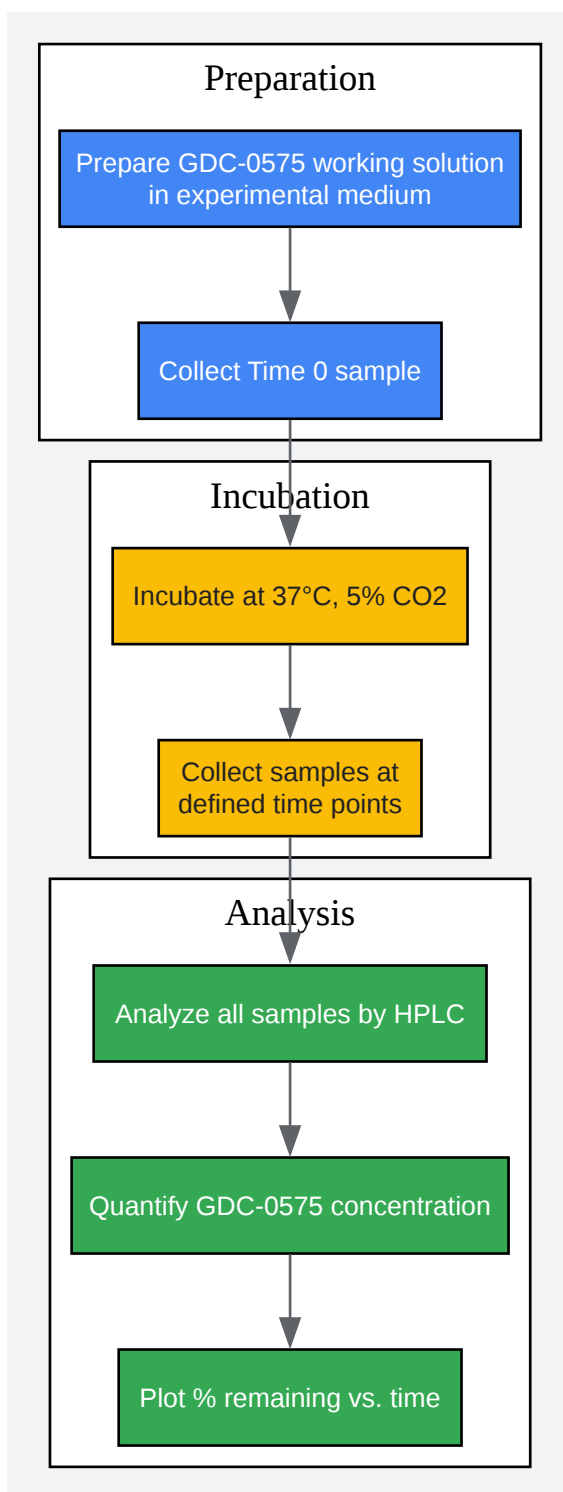 Preparation
Prepare GDC-0575 working solution
in experimental medium
Collect Time 0 sample
Incubation
Incubate at 37°C, 5% CO2
Collect samples at
defined time points
Analysis
Analyze all samples by HPLC
Quantify GDC-0575 concentration
Plot % remaining vs. time